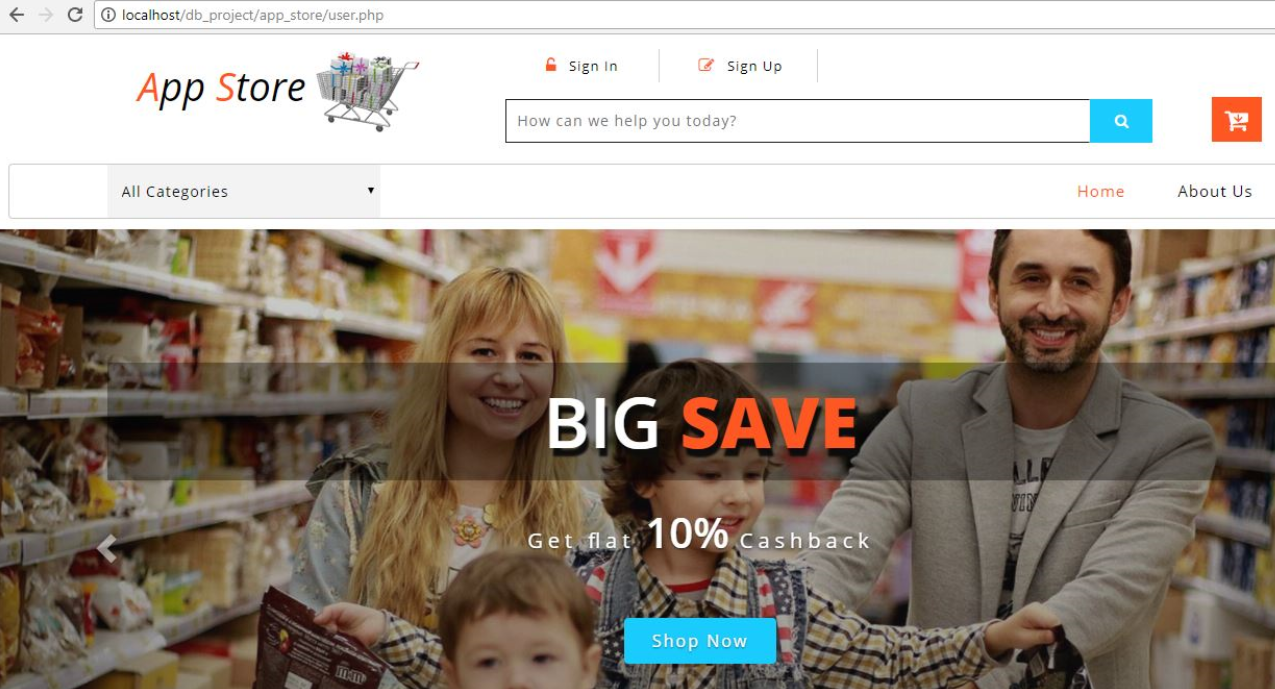 localhost/db_project/app_store/user.php
App Store
Sign In
Sign Up
How can we help you today?
All Categories
Home
About Us
BIG SAVE
Get flat 10% Cashback
Shop Now
m&m